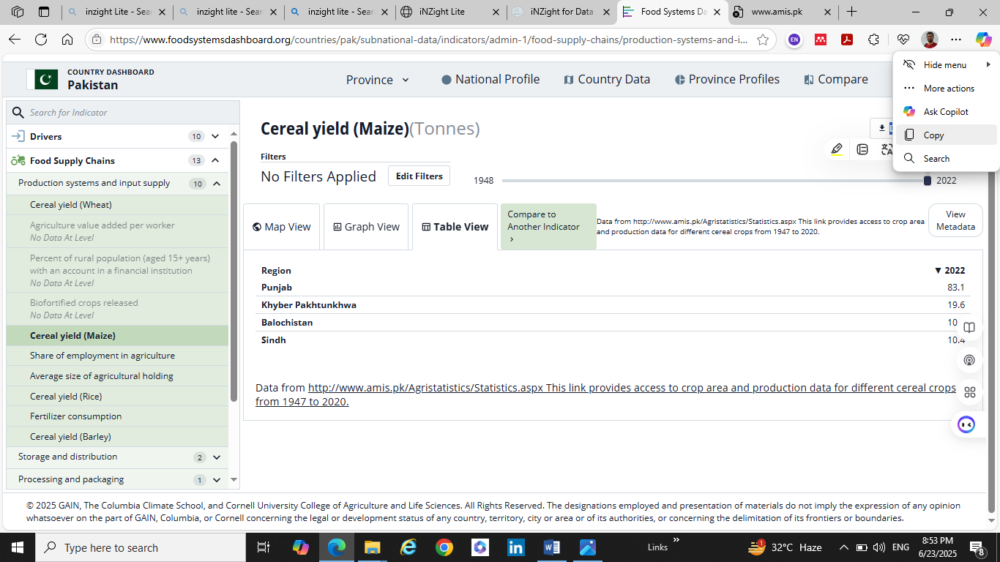 inzight Lite - Sear
inzight lite - Sear
inzight lite - Sear
iNZight Lite
iNZight for Data
Food Systems Da
www.amis.pk
https://www.foodsystemsdashboard.org/countries/pak/subnational-data/indicators/admin-1/food-supply-chains/production-systems-and-i...
EN
Hide menu
More actions
Ask Copilot
Copy
Search
COUNTRY DASHBOARD
Pakistan
Province
National Profile
Country Data
Province Profiles
Compare
Search for Indicator
Drivers 10
Food Supply Chains 13
Production systems and input supply 10
Cereal yield (Wheat)
Agriculture value added per worker
No Data At Level
Percent of rural population (aged 15+ years)
with an account in a financial institution
No Data At Level
Biofortified crops released
No Data At Level
Cereal yield (Maize)
Share of employment in agriculture
Average size of agricultural holding
Cereal yield (Rice)
Fertilizer consumption
Cereal yield (Barley)
Storage and distribution 2
Processing and packaging 1
Cereal yield (Maize)(Tonnes)
Filters
No Filters Applied
Edit Filters
1948
2022
Map View
Graph View
Table View
Compare to
Another Indicator
›
Data from http://www.amis.pk/Agristatistics/Statistics.aspx This link provides access to crop area
and production data for different cereal crops from 1947 to 2020.
View
Metadata
Region ▼ 2022
Punjab 83.1
Khyber Pakhtunkhwa 19.6
Balochistan 10
Sindh 10.4
Data from http://www.amis.pk/Agristatistics/Statistics.aspx This link provides access to crop area and production data for different cereal crops
from 1947 to 2020.
© 2025 GAIN, The Columbia Climate School, and Cornell University College of Agriculture and Life Sciences. All Rights Reserved. The designations employed and presentation of materials do not imply the expression of any opinion
whatsoever on the part of GAIN, Columbia, or Cornell concerning the legal or development status of any country, territory, city or area or of its authorities, or concerning the delimitation of its frontiers or boundaries.
Type here to search
Links
»
1
32°C Haze
ENG
8:53 PM
6/23/2025
8